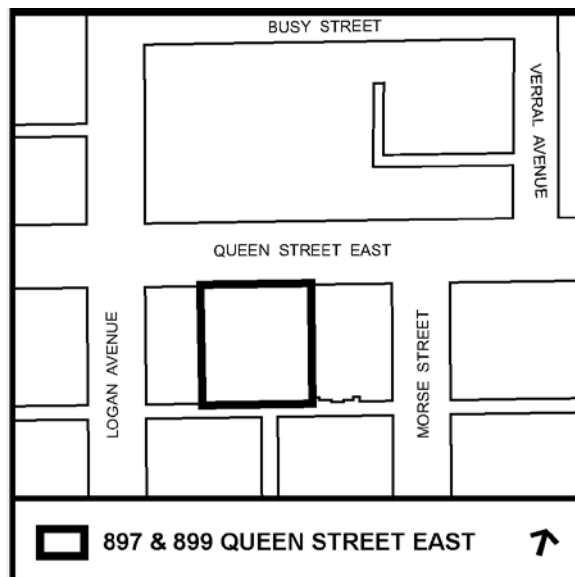 BUSY STREET
VERRAL AVENUE
QUEEN STREET EAST
LOGAN AVENUE
MORSE STREET
897 & 899 QUEEN STREET EAST